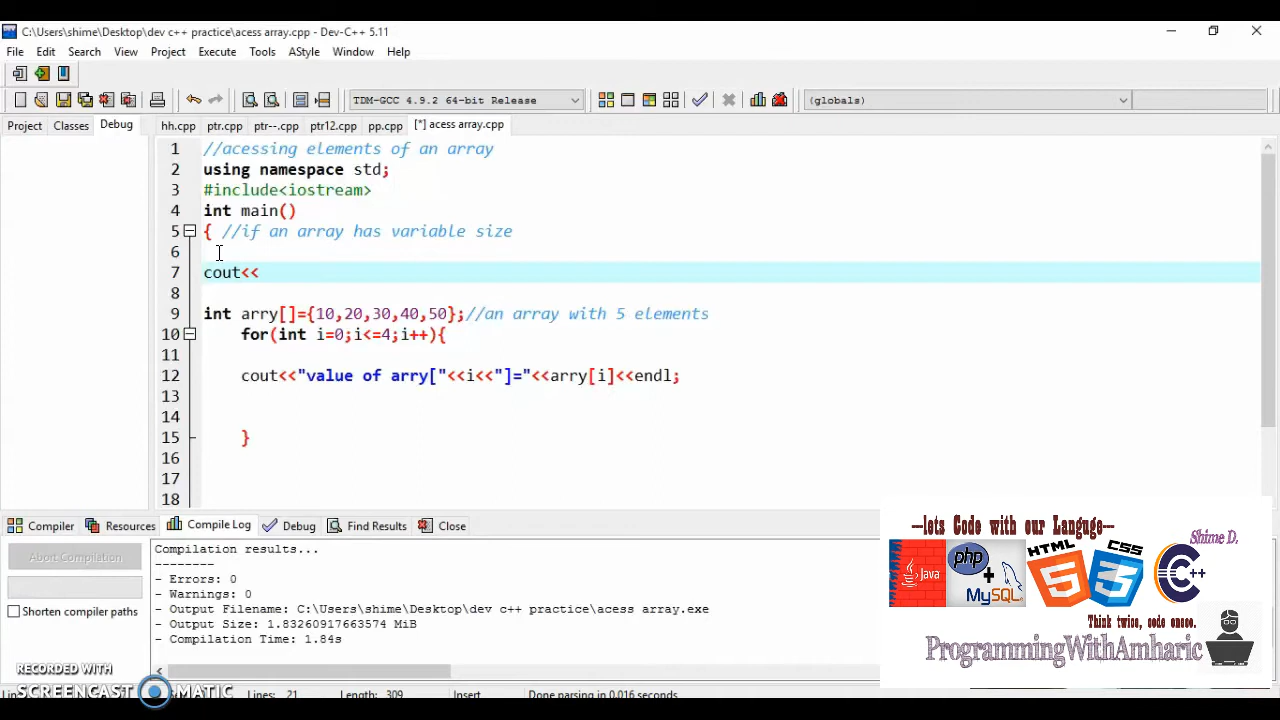 C:\Users\shime\Desktop\dev c++ practice\acess array.cpp - Dev-C++ 5.11
File Edit Search View Project Execute Tools AStyle Window Help
TDM-GCC 4.9.2 64-bit Release (globals)
Project Classes Debug hh.cpp ptr.cpp ptr--.cpp ptr12.cpp pp.cpp [*] acess array.cpp
1 //acessing elements of an array
2 using namespace std;
3 #include<iostream>
4 int main()
5 { //if an array has variable size
6
7 cout<<
8
9 int arry[]={10,20,30,40,50};//an array with 5 elements
10 for(int i=0;i<=4;i++){
11
12 cout<<"value of arry["<<i<<"]="<<arry[i]<<endl;
13
14
15 }
16
17
18
Compiler Resources Compile Log Debug Find Results Close
Abort Compilation
Shorten compiler paths
Compilation results...
--------
- Errors: 0
- Warnings: 0
- Output Filename: C:\Users\shime\Desktop\dev c++ practice\acess array.exe
- Output Size: 1.83260917663574 MiB
- Compilation Time: 1.84s
--lets Code with our Languge--
Shime D.
Java
php
+
MySQL
HTML
5
CSS
3
C++
Think twice, code onse.
ProgrammingWithAmharic
RECORDED WITH
SCREENCAST MATIC
Lines: 21 Length: 309 Insert Done parsing in 0.016 seconds